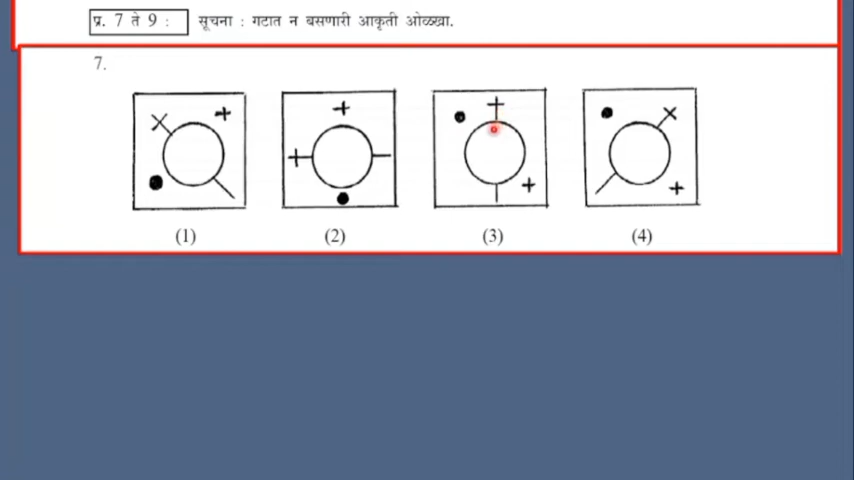 प्र. 7 ते 9 : सूचना : गटात न बसणारी आकृती ओळखा.
7.
(1) (2) (3) (4)